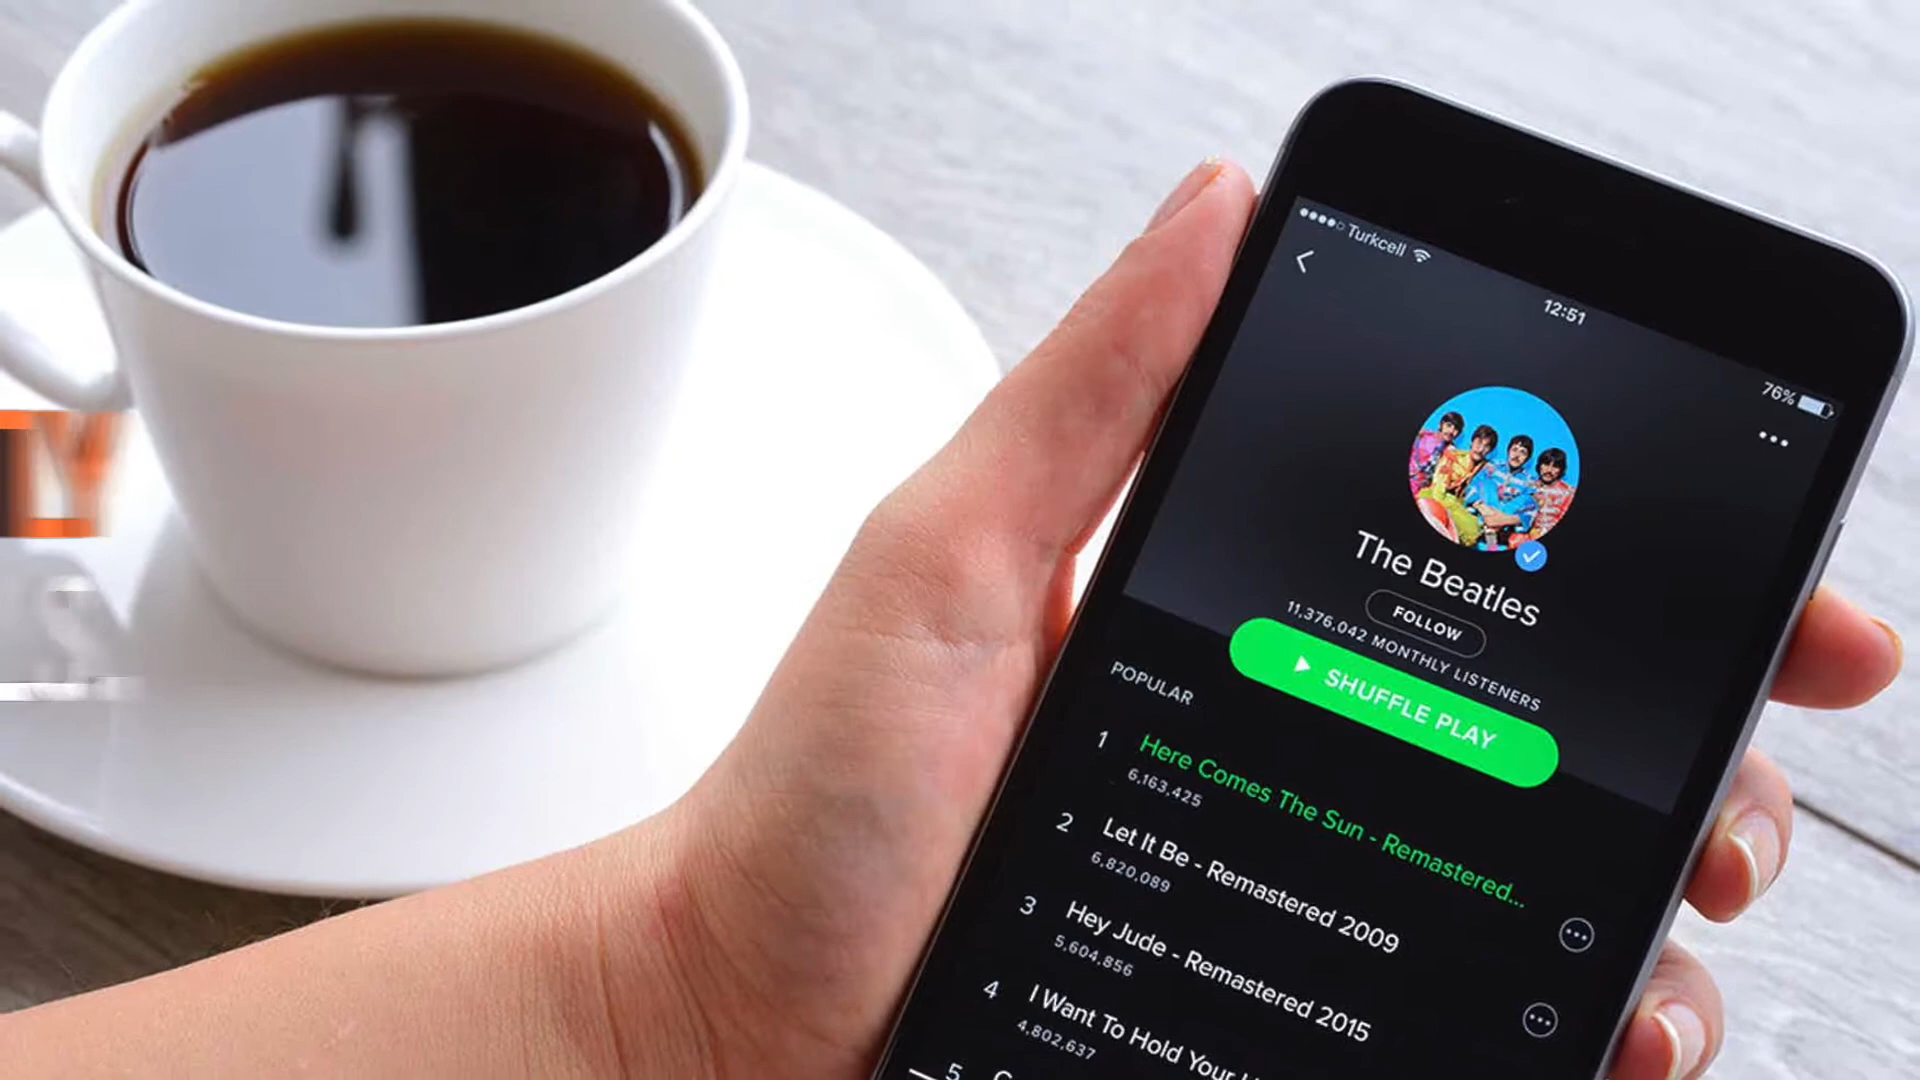 Turkcell
12:51
76%
The Beatles
FOLLOW
11,376,042 MONTHLY LISTENERS
SHUFFLE PLAY
POPULAR
1 Here Comes The Sun - Remastered...
6,163,425
2 Let It Be - Remastered 2009
6,820,089
3 Hey Jude - Remastered 2015
5,604,856
4 I Want To Hold Your
4,802,637
5